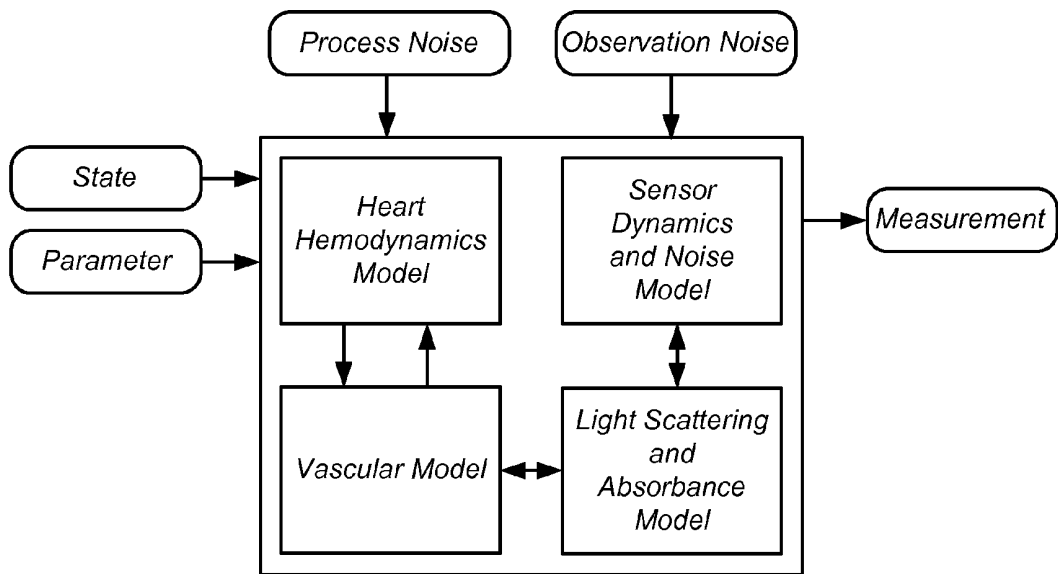 Process Noise
Observation Noise
State
Parameter
Heart
Hemodynamics
Model
Sensor
Dynamics
and Noise
Model
Measurement
Vascular Model
Light Scattering
and
Absorbance
Model